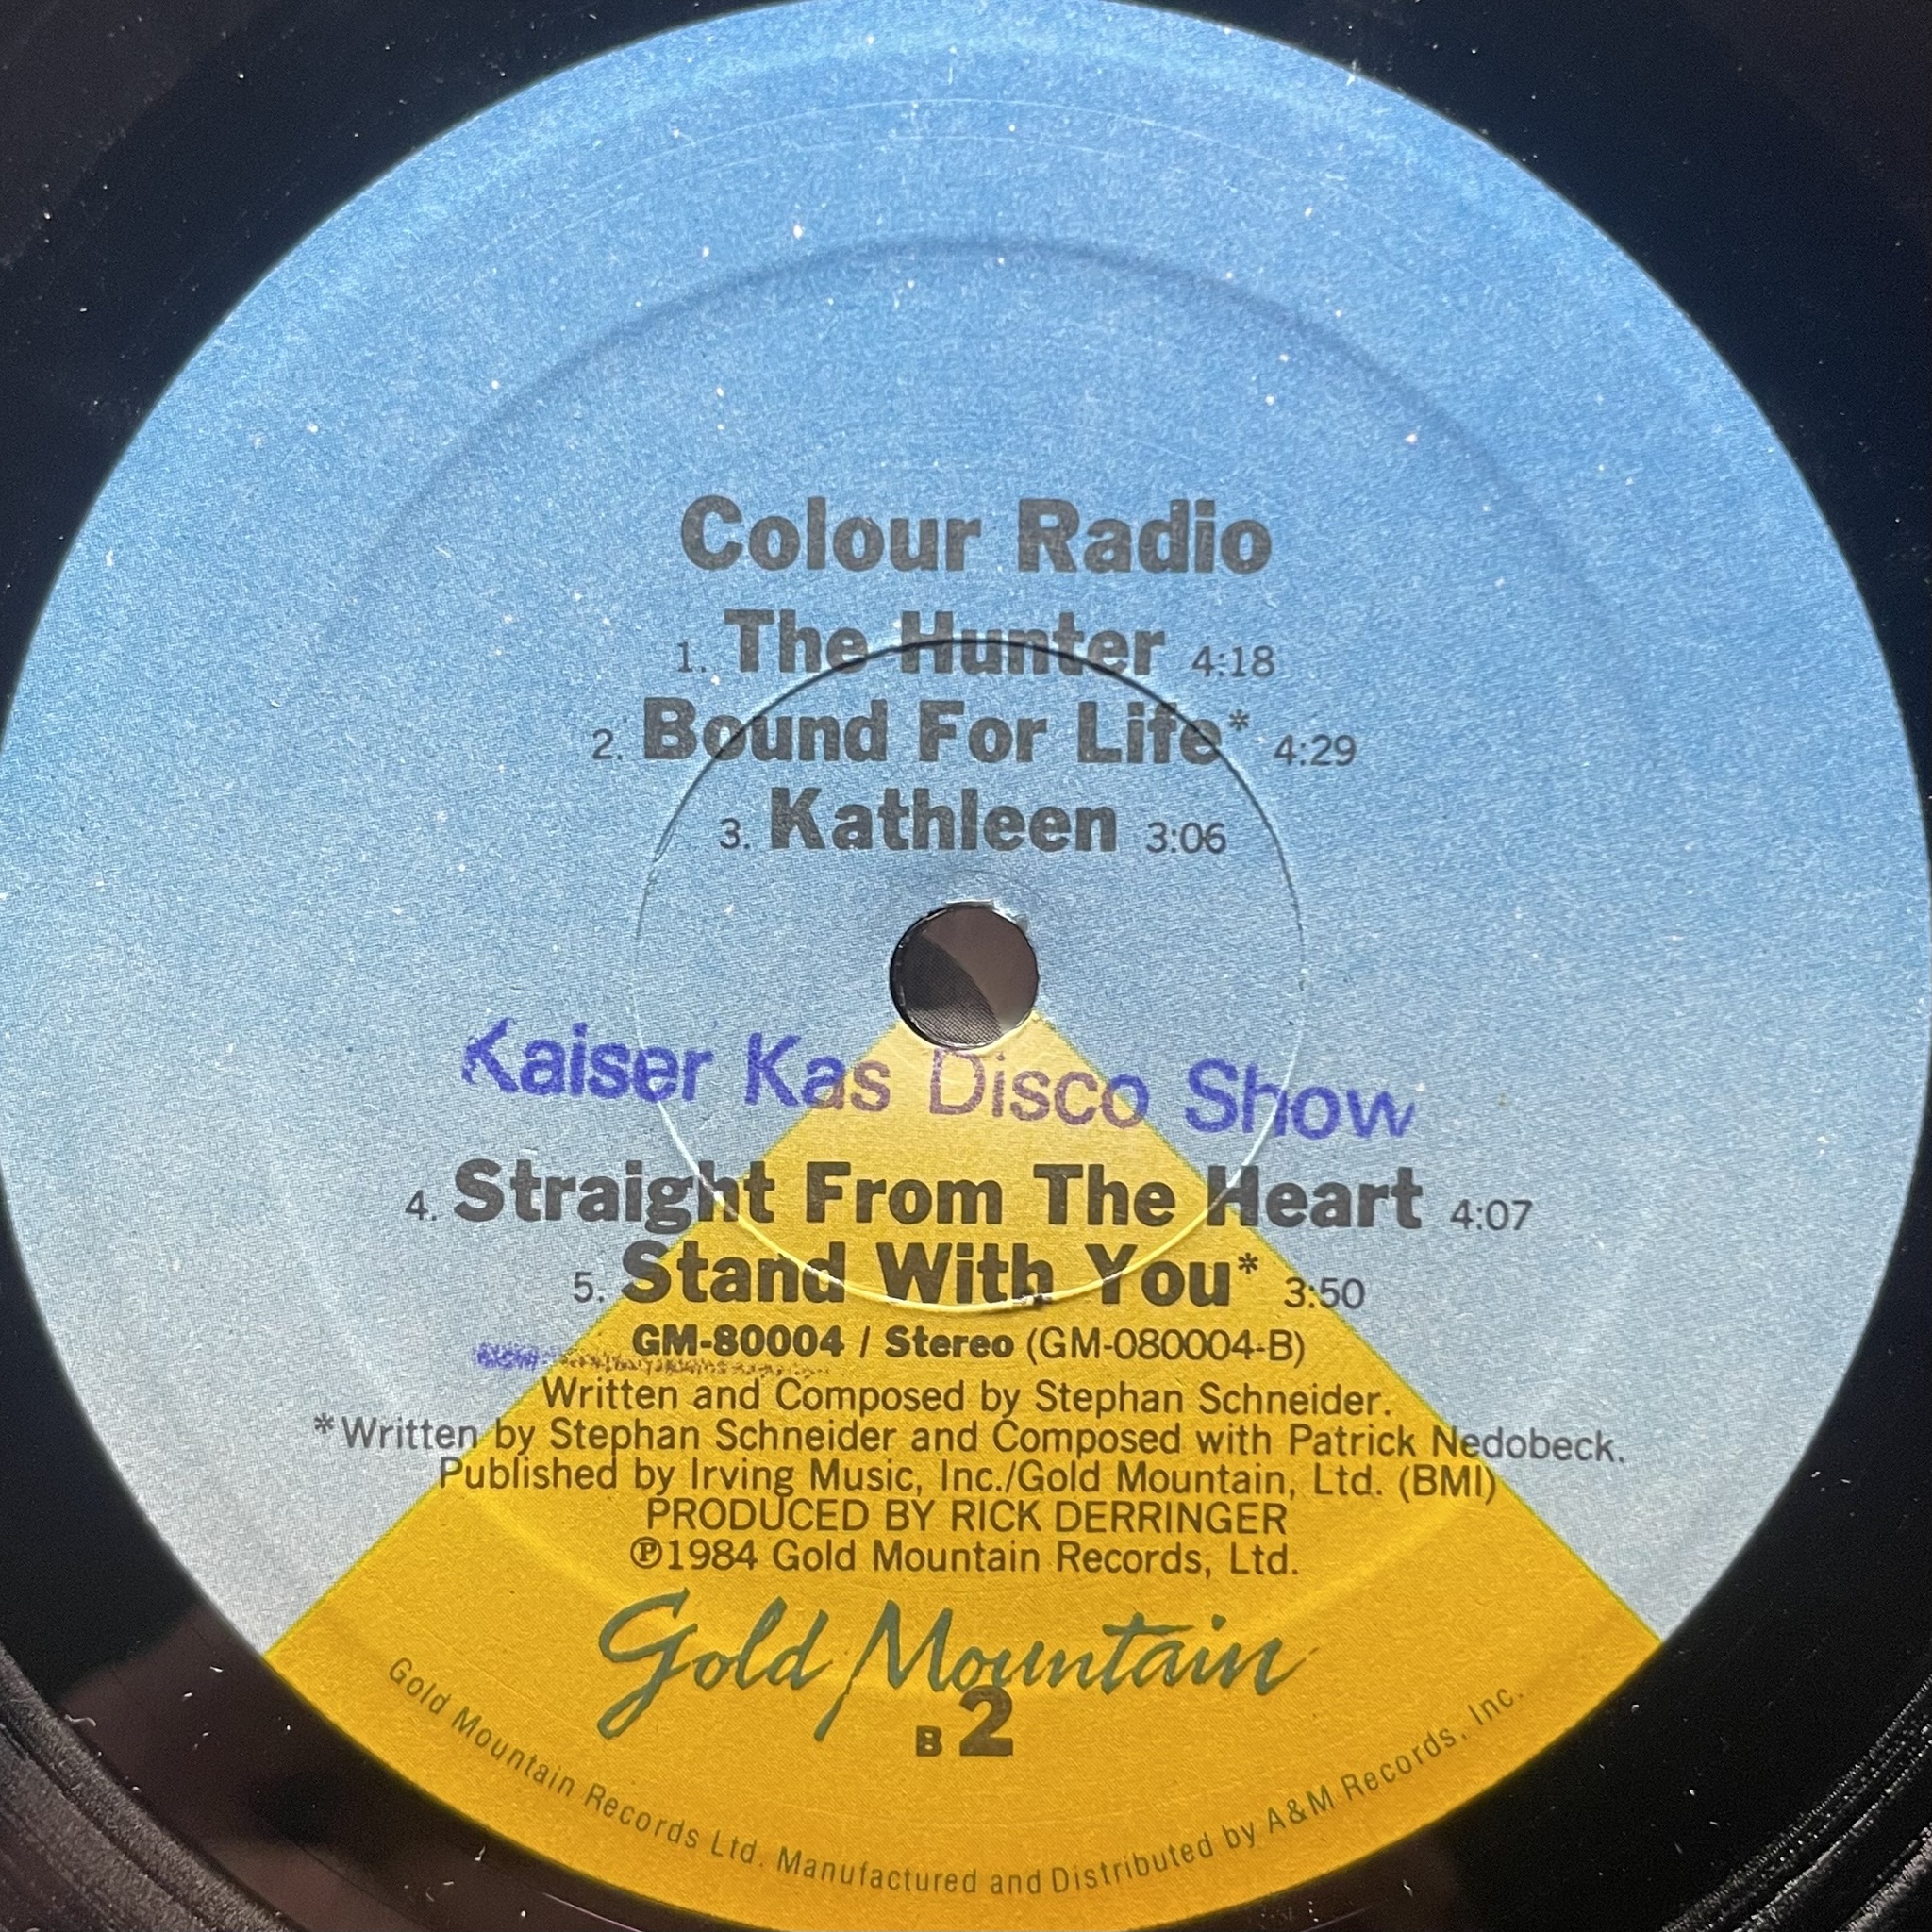 Colour Radio
1. The Hunter 4:18
2. Bound For Life* 4:29
3. Kathleen 3:06
Kaiser Kas Disco Show
4. Straight From The Heart 4:07
5. Stand With You* 3:50
GM-80004 / Stereo (GM-080004-B)
Written and Composed by Stephan Schneider.
*Written by Stephan Schneider and Composed with Patrick Nedobeck.
Published by Irving Music, Inc./Gold Mountain, Ltd. (BMI)
PRODUCED BY RICK DERRINGER
℗1984 Gold Mountain Records, Ltd.
Gold Mountain
B 2
Gold Mountain Records Ltd. Manufactured and Distributed by A&M Records, Inc.